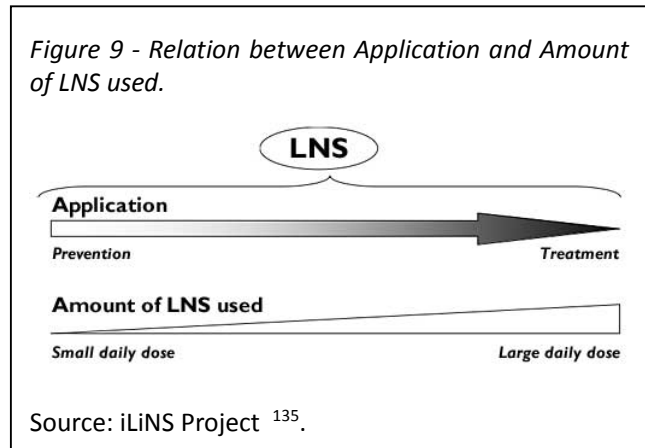 Figure 9 - Relation between Application and Amount
of LNS used.
LNS
Application
Prevention Treatment
Amount of LNS used
Small daily dose Large daily dose
Source: iLiNS Project 135.